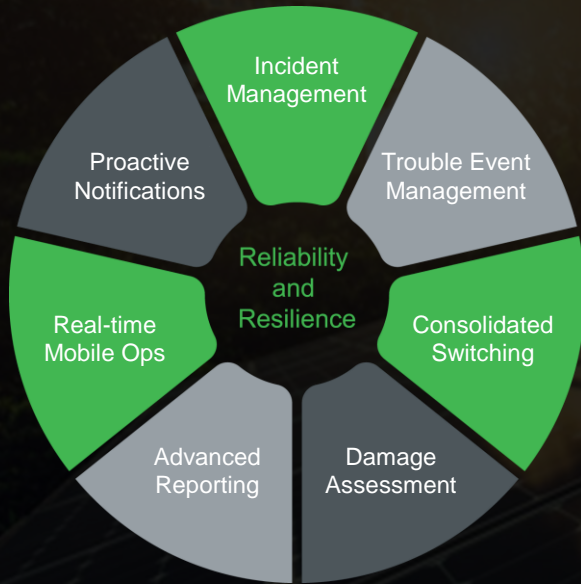 Incident
Management
Trouble Event
Management
Consolidated
Switching
Damage
Assessment
Advanced
Reporting
Real-time
Mobile Ops
Proactive
Notifications
Reliability
and
Resilience